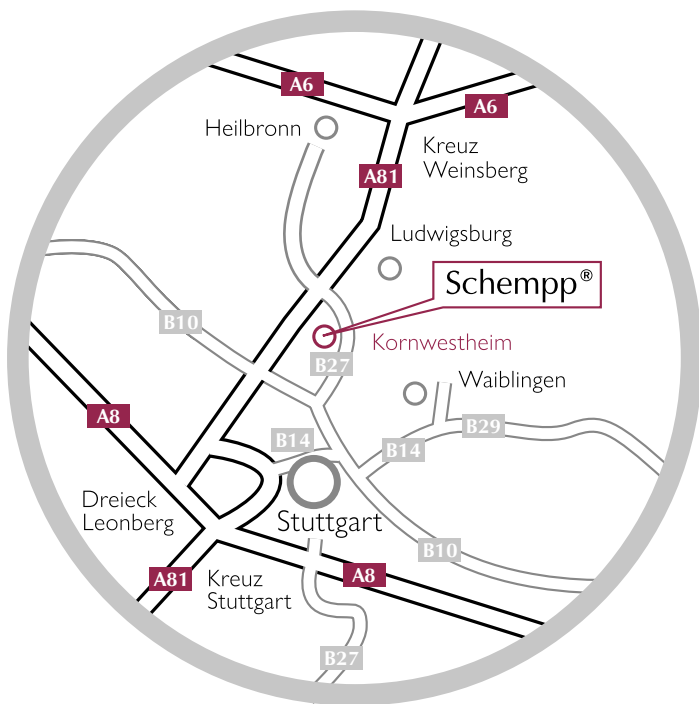 A6
A6
Heilbronn
Kreuz
Weinsberg
A81
Ludwigsburg
Schempp®
B10
Kornwestheim
B27
Waiblingen
A8
B29
B14
B14
Dreieck
Leonberg
Stuttgart
B10
A81
Kreuz
Stuttgart
A8
B27